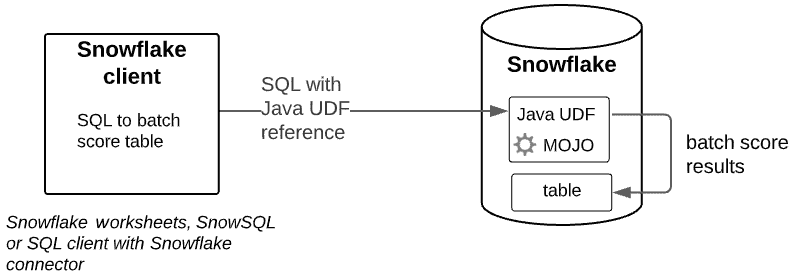 Snowflake
client
SQL to batch
score table
Snowflake worksheets, SnowSQL
or SQL client with Snowflake
connector
SQL with
Java UDF
reference
Snowflake
Java UDF
MOJO
table
batch score
results